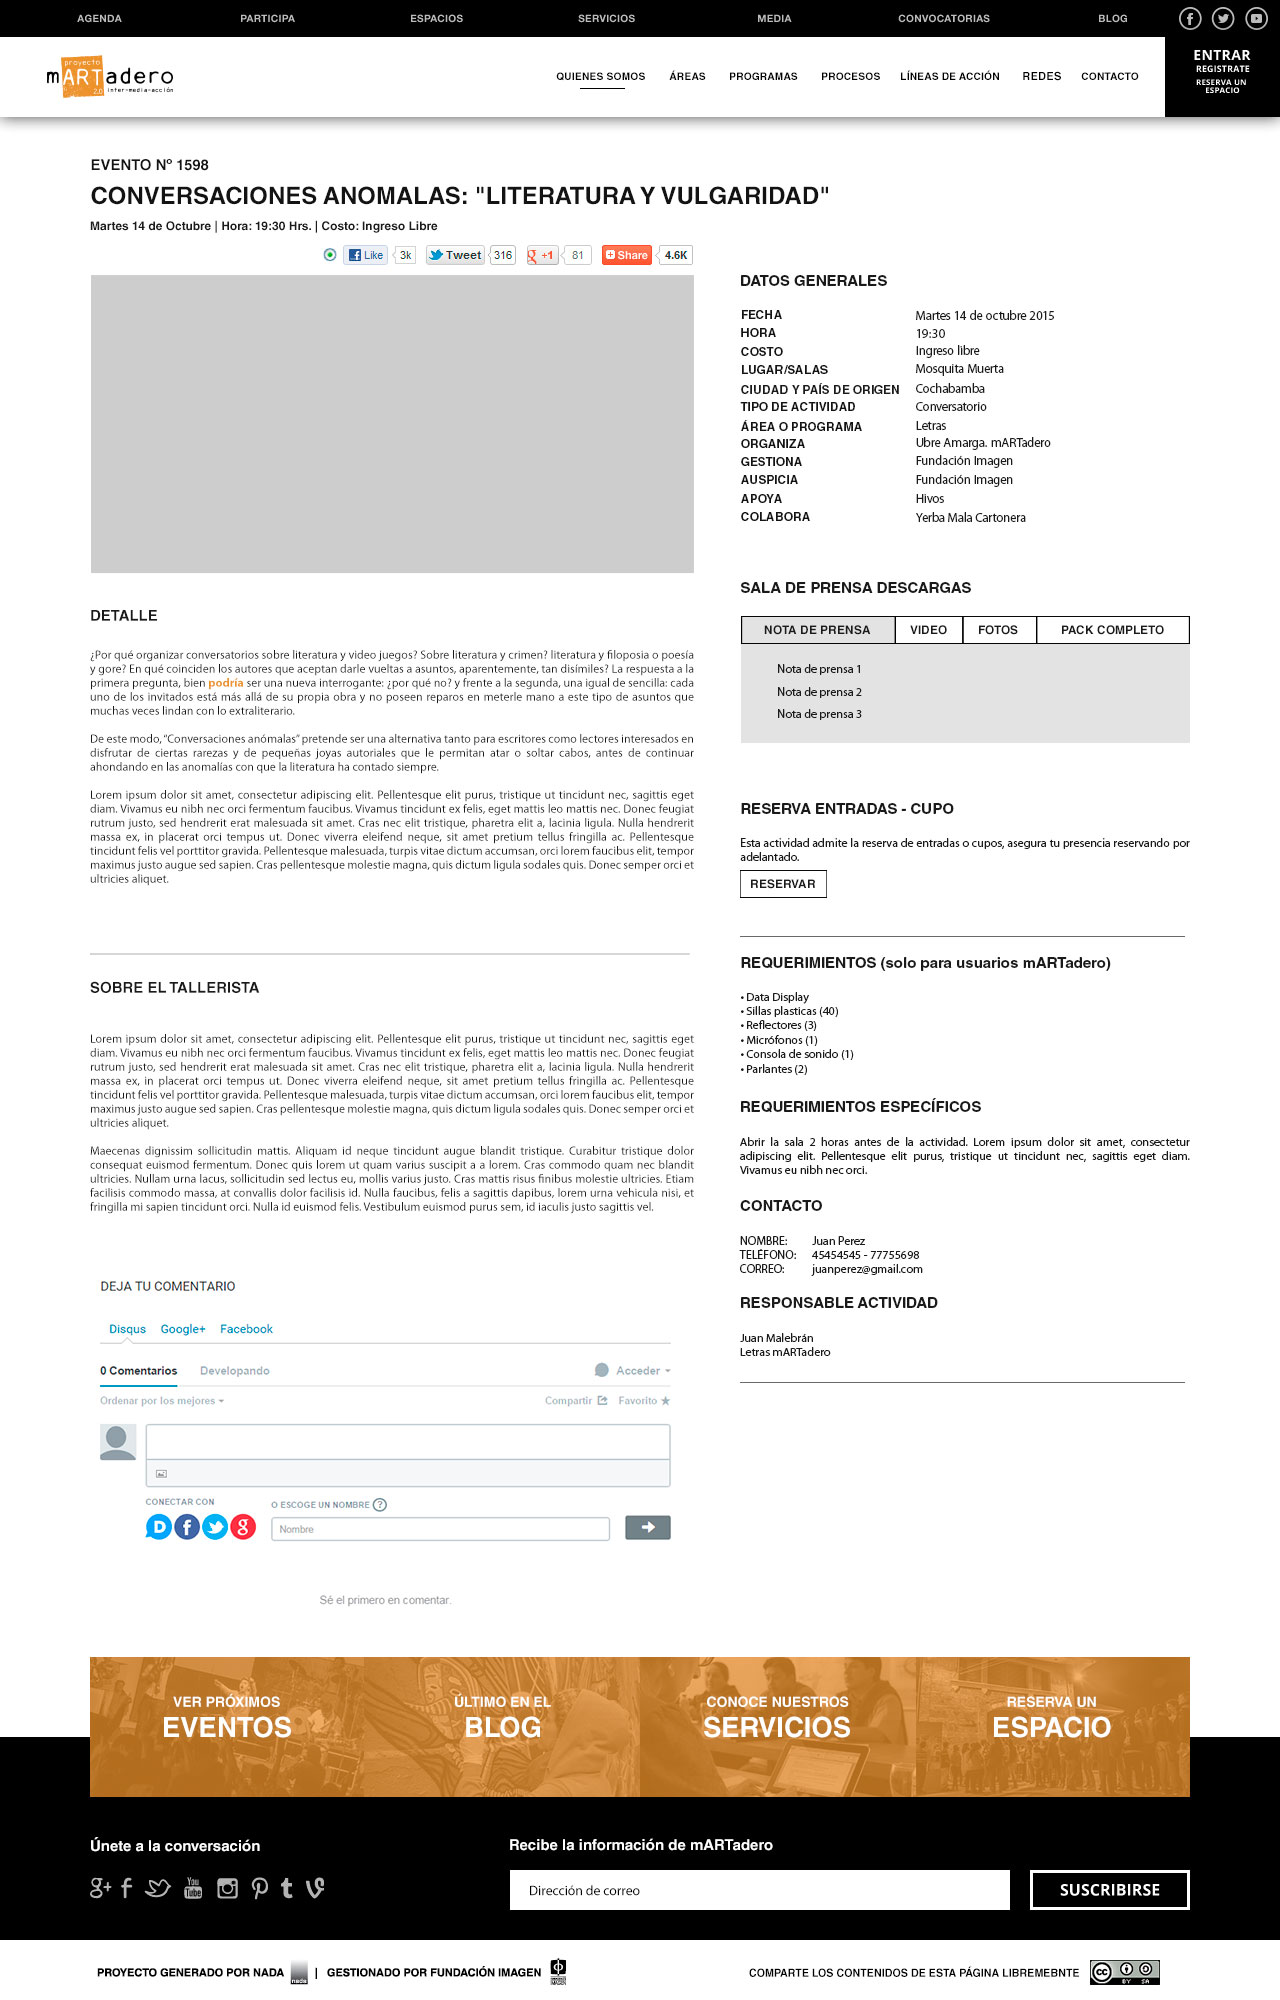 AGENDA PARTICIPA ESPACIOS SERVICIOS MEDIA CONVOCATORIAS BLOG
proyecto
mARTadero
2.0 inter-media-acción
QUIENES SOMOS ÁREAS PROGRAMAS PROCESOS LÍNEAS DE ACCIÓN REDES CONTACTO
ENTRAR
REGISTRATE
RESERVA UN
ESPACIO
EVENTO Nº 1598
CONVERSACIONES ANOMALAS: "LITERATURA Y VULGARIDAD"
Martes 14 de Octubre | Hora: 19:30 Hrs. | Costo: Ingreso Libre
Like 3k Tweet 316 +1 81 Share 4.6K
DETALLE
¿Por qué organizar conversatorios sobre literatura y video juegos? Sobre literatura y crimen? literatura y filoposia o poesía
y gore? En qué coinciden los autores que aceptan darle vueltas a asuntos, aparentemente, tan disímiles? La respuesta a la
primera pregunta, bien podría ser una nueva interrogante: ¿por qué no? y frente a la segunda, una igual de sencilla: cada
uno de los invitados está más allá de su propia obra y no poseen reparos en meterle mano a este tipo de asuntos que
muchas veces lindan con lo extraliterario.
De este modo, "Conversaciones anómalas" pretende ser una alternativa tanto para escritores como lectores interesados en
disfrutar de ciertas rarezas y de pequeñas joyas autoriales que le permitan atar o soltar cabos, antes de continuar
ahondando en las anomalías con que la literatura ha contado siempre.
Lorem ipsum dolor sit amet, consectetur adipiscing elit. Pellentesque elit purus, tristique ut tincidunt nec, sagittis eget
diam. Vivamus eu nibh nec orci fermentum faucibus. Vivamus tincidunt ex felis, eget mattis leo mattis nec. Donec feugiat
rutrum justo, sed hendrerit erat malesuada sit amet. Cras nec elit tristique, pharetra elit a, lacinia ligula. Nulla hendrerit
massa ex, in placerat orci tempus ut. Donec viverra eleifend neque, sit amet pretium tellus fringilla ac. Pellentesque
tincidunt felis vel porttitor gravida. Pellentesque malesuada, turpis vitae dictum accumsan, orci lorem faucibus elit, tempor
maximus justo augue sed sapien. Cras pellentesque molestie magna, quis dictum ligula sodales quis. Donec semper orci et
ultricies aliquet.
SOBRE EL TALLERISTA
Lorem ipsum dolor sit amet, consectetur adipiscing elit. Pellentesque elit purus, tristique ut tincidunt nec, sagittis eget
diam. Vivamus eu nibh nec orci fermentum faucibus. Vivamus tincidunt ex felis, eget mattis leo mattis nec. Donec feugiat
rutrum justo, sed hendrerit erat malesuada sit amet. Cras nec elit tristique, pharetra elit a, lacinia ligula. Nulla hendrerit
massa ex, in placerat orci tempus ut. Donec viverra eleifend neque, sit amet pretium tellus fringilla ac. Pellentesque
tincidunt felis vel porttitor gravida. Pellentesque malesuada, turpis vitae dictum accumsan, orci lorem faucibus elit, tempor
maximus justo augue sed sapien. Cras pellentesque molestie magna, quis dictum ligula sodales quis. Donec semper orci et
ultricies aliquet.
Maecenas dignissim sollicitudin mattis. Aliquam id neque tincidunt augue blandit tristique. Curabitur tristique dolor
consequat euismod fermentum. Donec quis lorem ut quam varius suscipit a a lorem. Cras commodo quam nec blandit
ultricies. Nullam urna lacus, sollicitudin sed lectus eu, mollis varius justo. Cras mattis risus finibus molestie ultricies. Etiam
facilisis commodo massa, at convallis dolor facilisis id. Nulla faucibus, felis a sagittis dapibus, lorem urna vehicula nisi, et
fringilla mi sapien tincidunt orci. Nulla id euismod felis. Vestibulum euismod purus sem, id iaculis justo sagittis vel.
DEJA TU COMENTARIO
Disqus Google+ Facebook
0 Comentarios Developando Acceder
Ordenar por los mejores Compartir Favorito
CONECTAR CON
O ESCOGE UN NOMBRE ?
Nombre
Sé el primero en comentar.
DATOS GENERALES
FECHA Martes 14 de octubre 2015
HORA 19:30
COSTO Ingreso libre
LUGAR/SALAS Mosquita Muerta
CIUDAD Y PAÍS DE ORIGEN Cochabamba
TIPO DE ACTIVIDAD Conversatorio
ÁREA O PROGRAMA Letras
ORGANIZA Ubre Amarga. mARTadero
GESTIONA Fundación Imagen
AUSPICIA Fundación Imagen
APOYA Hivos
COLABORA Yerba Mala Cartonera
SALA DE PRENSA DESCARGAS
NOTA DE PRENSA VIDEO FOTOS PACK COMPLETO
Nota de prensa 1
Nota de prensa 2
Nota de prensa 3
RESERVA ENTRADAS - CUPO
Esta actividad admite la reserva de entradas o cupos, asegura tu presencia reservando por
adelantado.
RESERVAR
REQUERIMIENTOS (solo para usuarios mARTadero)
• Data Display
• Sillas plasticas (40)
• Reflectores (3)
• Micrófonos (1)
• Consola de sonido (1)
• Parlantes (2)
REQUERIMIENTOS ESPECÍFICOS
Abrir la sala 2 horas antes de la actividad. Lorem ipsum dolor sit amet, consectetur
adipiscing elit. Pellentesque elit purus, tristique ut tincidunt nec, sagittis eget diam.
Vivamus eu nibh nec orci.
CONTACTO
NOMBRE: Juan Perez
TELÉFONO: 45454545 - 77755698
CORREO: juanperez@gmail.com
RESPONSABLE ACTIVIDAD
Juan Malebrán
Letras mARTadero
VER PRÓXIMOS
EVENTOS
ÚLTIMO EN EL
BLOG
CONOCE NUESTROS
SERVICIOS
RESERVA UN
ESPACIO
Únete a la conversación
You
Tube
Recibe la información de mARTadero
Dirección de correo
SUSCRIBIRSE
PROYECTO GENERADO POR NADA nada | GESTIONADO POR FUNDACIÓN IMAGEN
COMPARTE LOS CONTENIDOS DE ESTA PÁGINA LIBREMEBNTE
cc BY SA